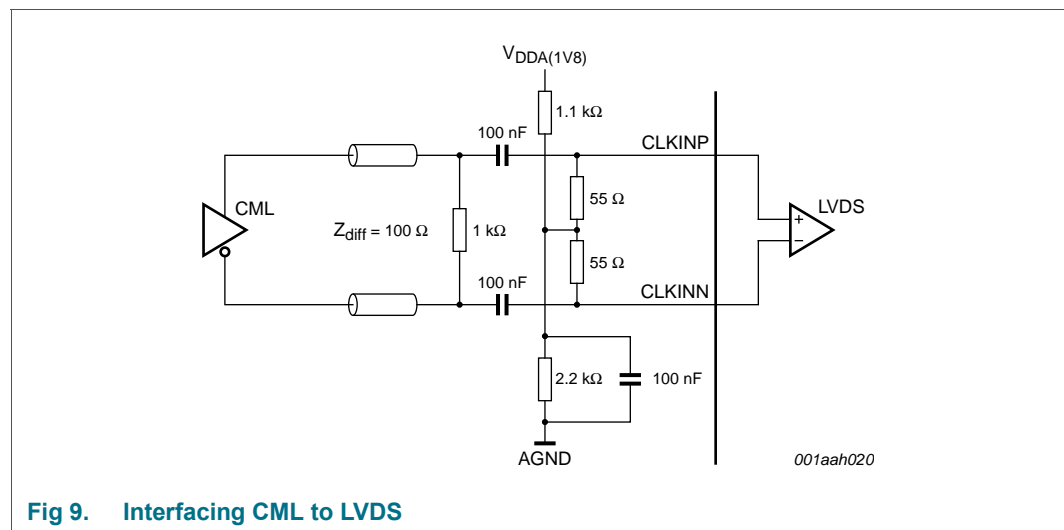 VDDA(1V8)
1.1 kΩ
100 nF
CLKINP
CML
Zdiff = 100 Ω
1 kΩ
55 Ω
LVDS
+
−
55 Ω
100 nF
CLKINN
2.2 kΩ
100 nF
AGND
001aah020
Fig 9. Interfacing CML to LVDS